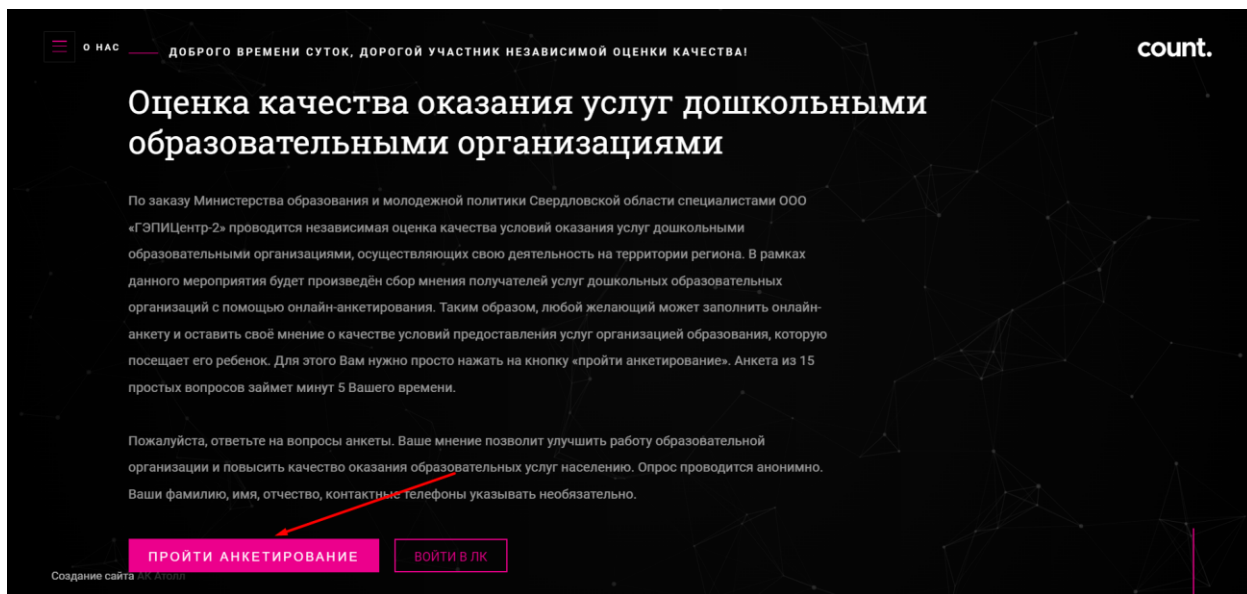 О НАС
ДОБРОГО ВРЕМЕНИ СУТОК, ДОРОГОЙ УЧАСТНИК НЕЗАВИСИМОЙ ОЦЕНКИ КАЧЕСТВА!
count.
Оценка качества оказания услуг дошкольными
образовательными организациями
По заказу Министерства образования и молодежной политики Свердловской области специалистами ООО
«ГЭПИЦентр-2» проводится независимая оценка качества условий оказания услуг дошкольными
образовательными организациями, осуществляющих свою деятельность на территории региона. В рамках
данного мероприятия будет произведён сбор мнения получателей услуг дошкольных образовательных
организаций с помощью онлайн-анкетирования. Таким образом, любой желающий может заполнить онлайн-
анкету и оставить своё мнение о качестве условий предоставления услуг организацией образования, которую
посещает его ребенок. Для этого Вам нужно просто нажать на кнопку «пройти анкетирование». Анкета из 15
простых вопросов займет минут 5 Вашего времени.
Пожалуйста, ответьте на вопросы анкеты. Ваше мнение позволит улучшить работу образовательной
организации и повысить качество оказания образовательных услуг населению. Опрос проводится анонимно.
Ваши фамилию, имя, отчество, контактные телефоны указывать необязательно.
ПРОЙТИ АНКЕТИРОВАНИЕ
ВОЙТИ В ЛК
Создание сайта АК Атолл